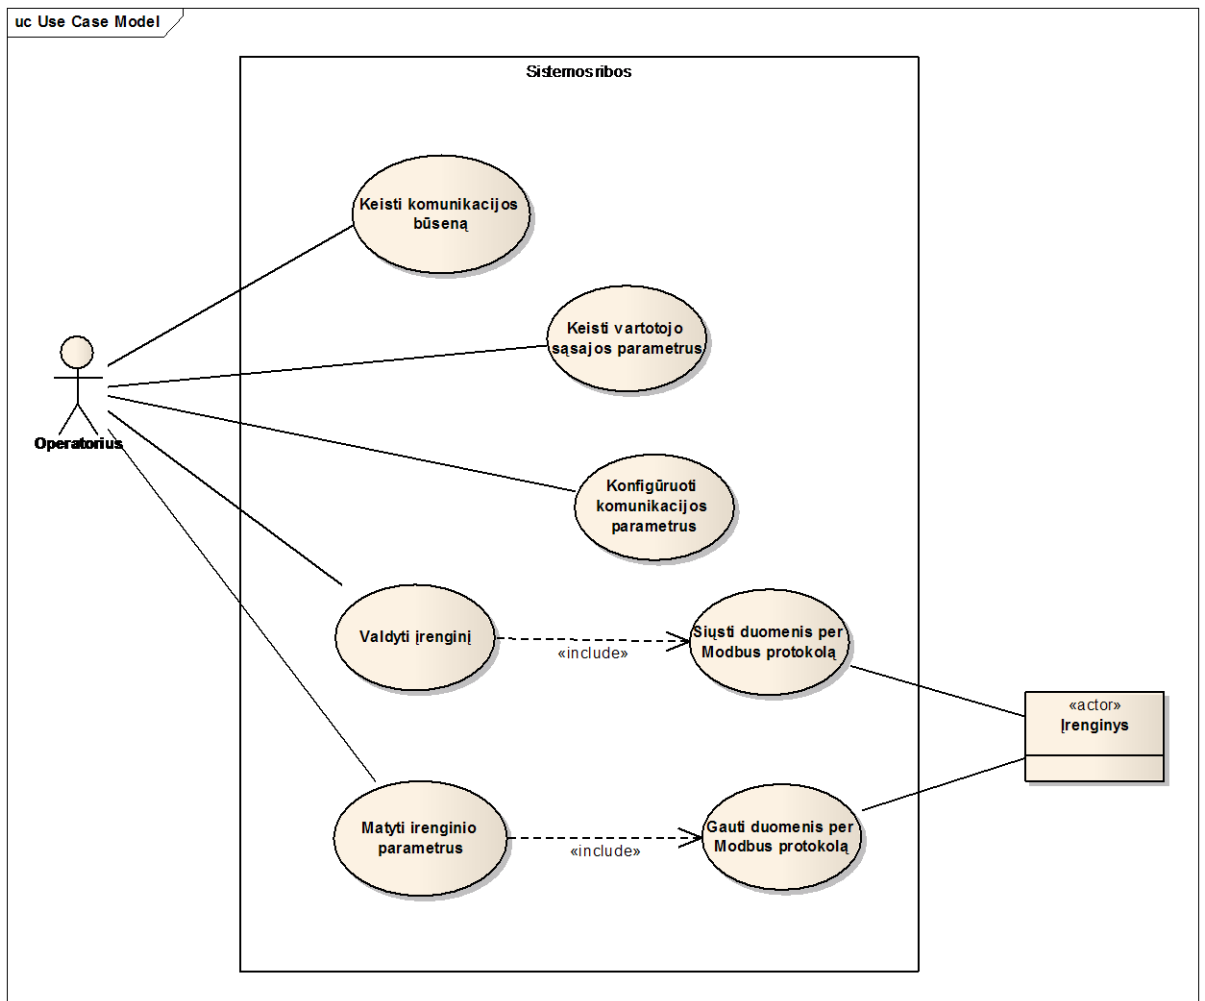 uc Use Case Model
Sistemos ribos
Keisti komunikacijos
būseną
Keisti vartotojo
sąsajos parametrus
Operatorius
Konfigūruoti
komunikacijos
parametrus
Valdyti įrenginį
«include»
Siųsti duomenis per
Modbus protokolą
«actor»
Įrenginys
Matyti irenginio
parametrus
«include»
Gauti duomenis per
Modbus protokolą